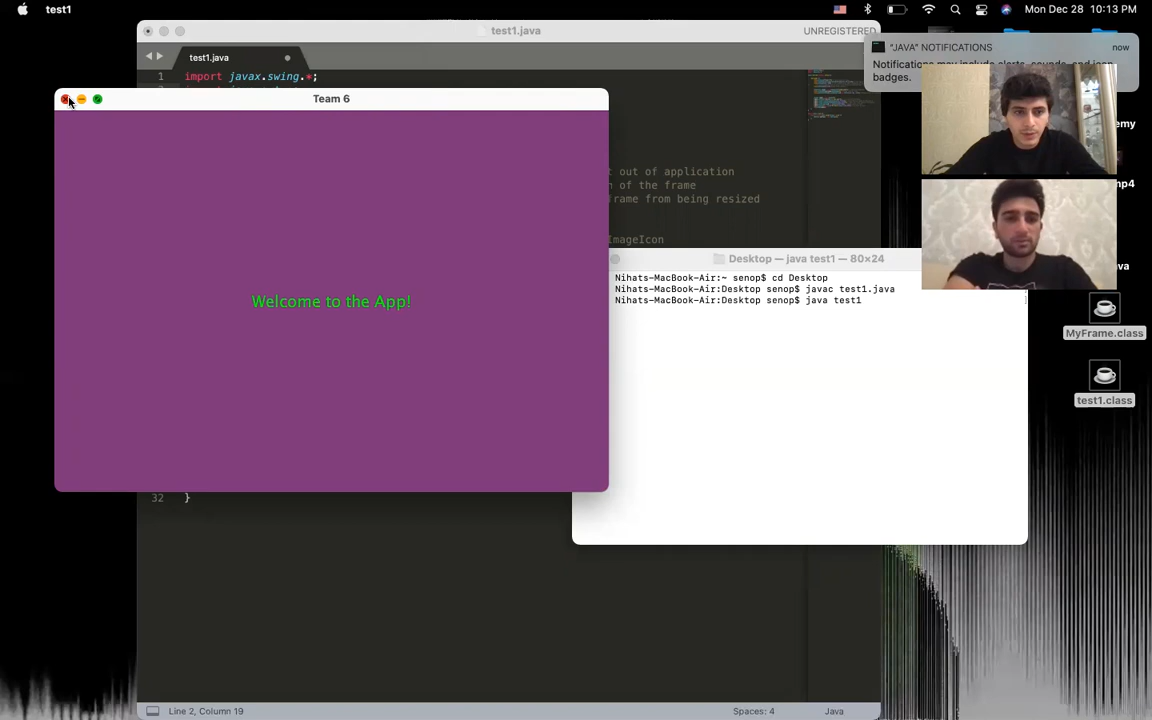 test1
Mon Dec 28 10:13 PM
test1.java
UNREGISTERED
test1.java
1 import javax.swing.*;
"JAVA" NOTIFICATIONS
now
Notifications may include alerts, sounds, and icon
badges.
Team 6
Welcome to the App!
t out of application
of the frame
frame from being resized
ImageIcon
Desktop — java test1 — 80×24
Nihats-MacBook-Air:~ senop$ cd Desktop
Nihats-MacBook-Air:Desktop senop$ javac test1.java
Nihats-MacBook-Air:Desktop senop$ java test1
emy
mp4
va
MyFrame.class
test1.class
32 }
Line 2, Column 19
Spaces: 4
Java